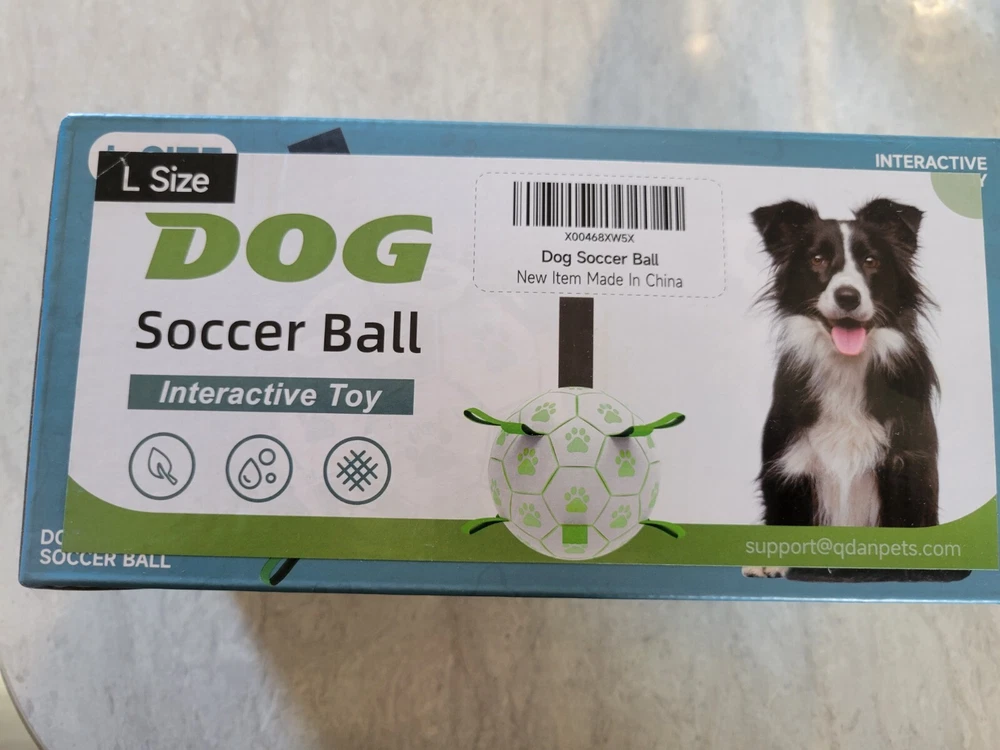 L SIZE
INTERACTIVE
L Size
DOG
Soccer Ball
Interactive Toy
X00468XW5X
Dog Soccer Ball
New Item Made In China
support@qdanpets.com
SOCCER BALL